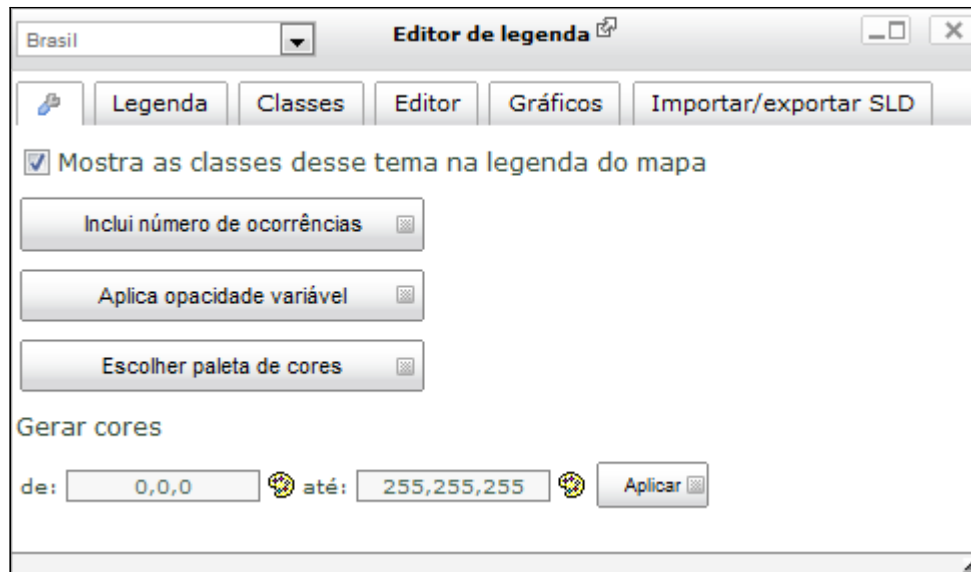 Brasil
Editor de legenda
Legenda Classes Editor Gráficos Importar/exportar SLD
Mostra as classes desse tema na legenda do mapa
Inclui número de ocorrências
Aplica opacidade variável
Escolher paleta de cores
Gerar cores
de: 0,0,0 até: 255,255,255 Aplicar